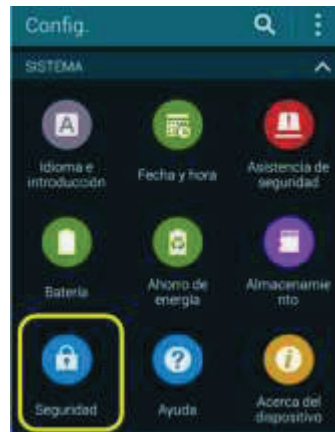 Config.
SISTEMA
Idioma e
introducción
Fecha y hora
Asistencia de
seguridad
Batería
Ahorro de
energía
Almacenamie
nto
Seguridad
Ayuda
Acerca del
dispositivo